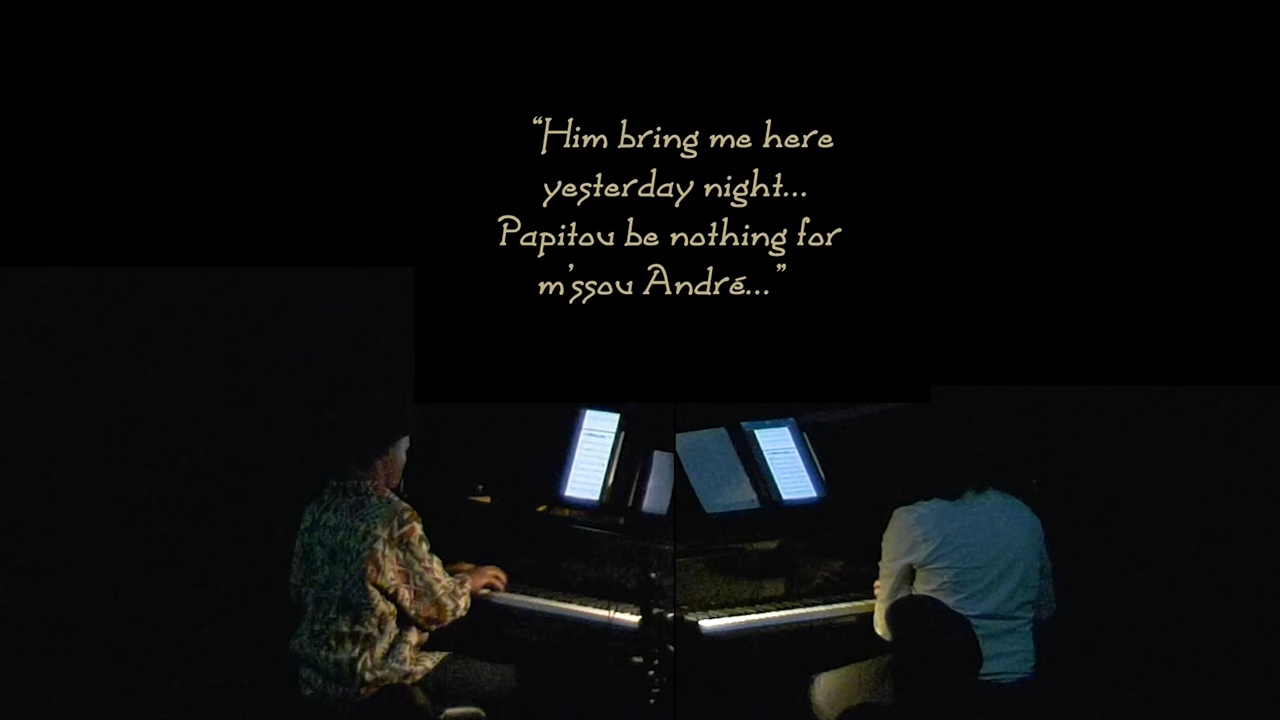 “Him bring me here
yesterday night...
Papitou be nothing for
m’ssou André...”